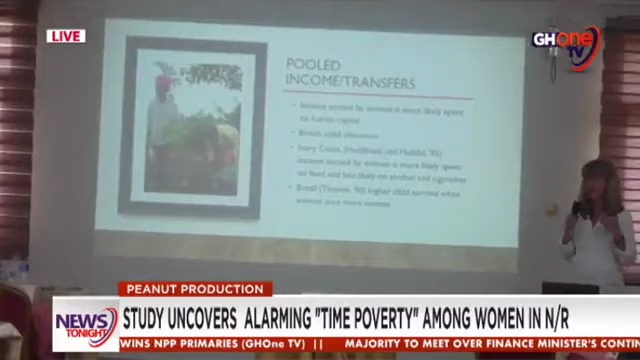 LIVE
GHOne
TV
POOLED
INCOME/TRANSFERS
• Income earned by women is more likely spent
on human capital
• British child allowance
• Ivory Coast, (Hoddinott and Haddad, '95)
income earned by women is more likely spent
on food and less likely on alcohol and cigarettes
• Brazil (Thomas '90) higher child survival when
women earn more income
PEANUT PRODUCTION
NEWS
TONIGHT
STUDY UNCOVERS ALARMING "TIME POVERTY" AMONG WOMEN IN N/R
WINS NPP PRIMARIES (GHOne TV) || MAJORITY TO MEET OVER FINANCE MINISTER'S CONTIN